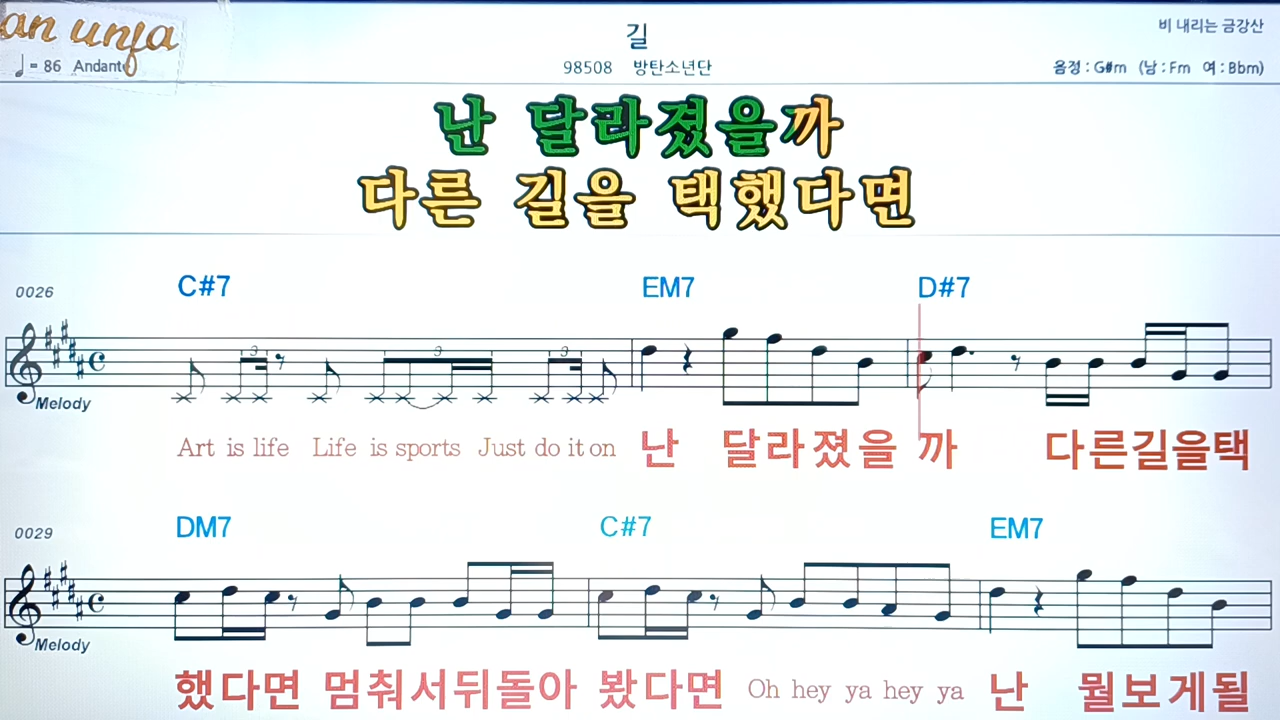 an unfa
길
비 내리는 금강산
♩= 86 Andante
98508 방탄소년단
음정 : G#m (남 : Fm 여 : Bbm)
난 달라졌을까
다른 길을 택했다면
0026
C#7 EM7 D#7
3 3 3
Melody
Art is life Life is sports Just do it on 난 달라졌을 까 다른길을택
0029
DM7 C#7 EM7
Melody
했다면 멈춰서뒤돌아 봤다면 Oh hey ya hey ya 난 뭘보게될